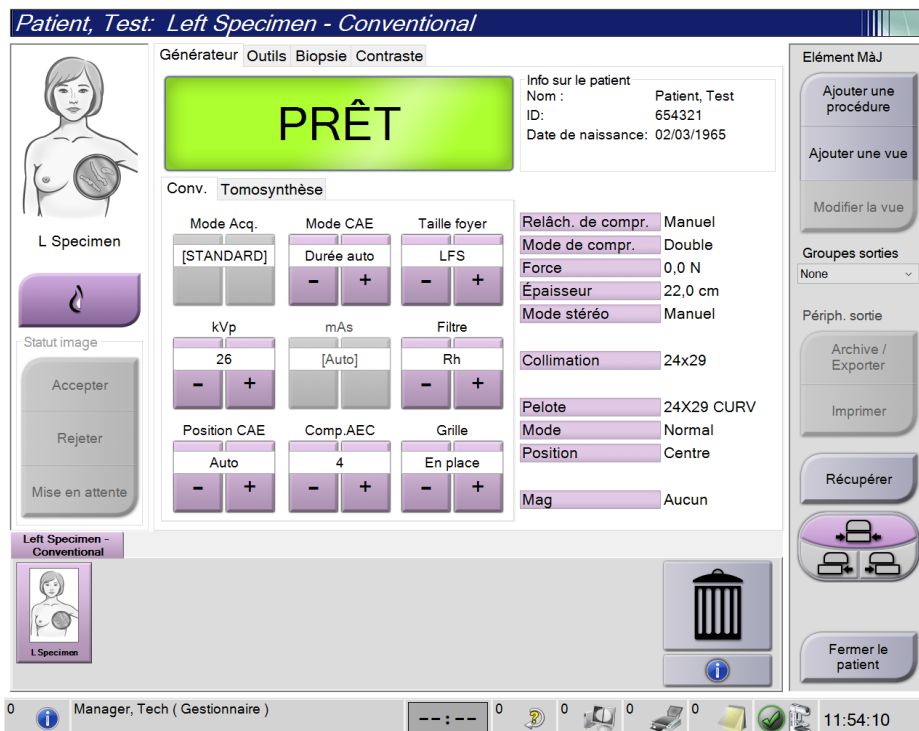 Patient, Test: Left Specimen - Conventional
Générateur Outils Biopsie Contraste
PRÊT
Info sur le patient
Nom : Patient, Test
ID: 654321
Date de naissance: 02/03/1965
L Specimen
Statut image
Accepter
Rejeter
Mise en attente
Conv. Tomosynthèse
Mode Acq. Mode CAE Taille foyer
[STANDARD] Durée auto LFS
- + - +
kVp mAs Filtre
26 [Auto] Rh
- + - +
Position CAE Comp.AEC Grille
Auto 4 En place
- + - + - +
Relâch. de compr. Manuel
Mode de compr. Double
Force 0,0 N
Épaisseur 22,0 cm
Mode stéréo Manuel
Collimation 24x29
Pelote 24X29 CURV
Mode Normal
Position Centre
Mag Aucun
Elément MàJ
Ajouter une
procédure
Ajouter une vue
Modifier la vue
Groupes sorties
None
Périph. sortie
Archive /
Exporter
Imprimer
Récupérer
Fermer le
patient
Left Specimen -
Conventional
L Specimen
0 Manager, Tech ( Gestionnaire ) --:-- 0 0 0 0 11:54:10